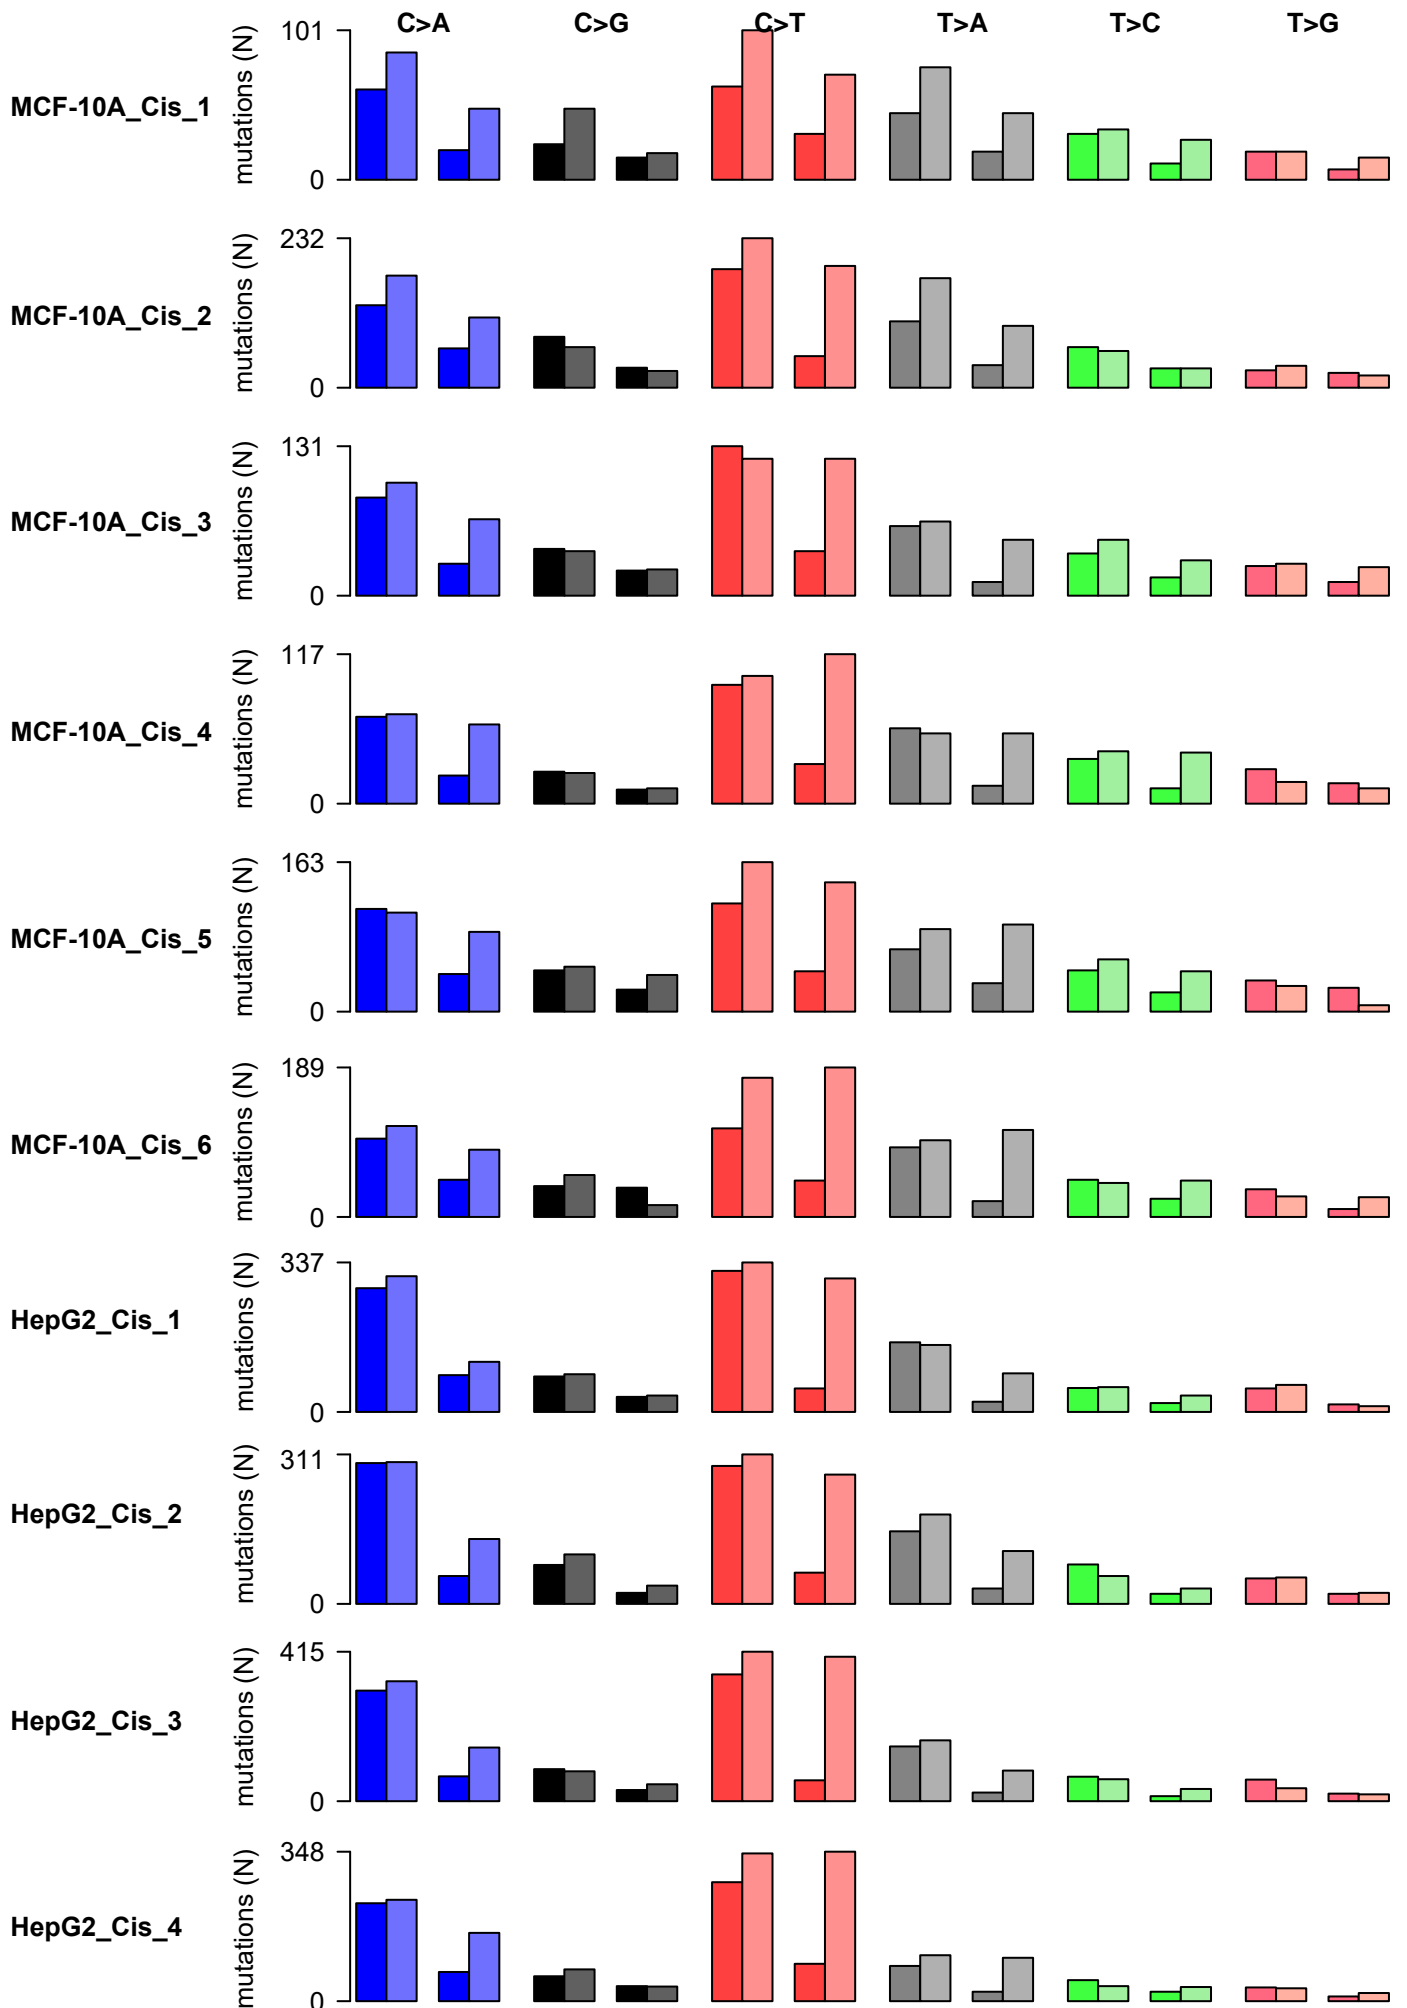 C>A C>G C>T T>A T>C T>G
MCF-10A_Cis_1 mutations (N) 101 0
MCF-10A_Cis_2 mutations (N) 232 0
MCF-10A_Cis_3 mutations (N) 131 0
MCF-10A_Cis_4 mutations (N) 117 0
MCF-10A_Cis_5 mutations (N) 163 0
MCF-10A_Cis_6 mutations (N) 189 0
HepG2_Cis_1 mutations (N) 337 0
HepG2_Cis_2 mutations (N) 311 0
HepG2_Cis_3 mutations (N) 415 0
HepG2_Cis_4 mutations (N) 348 0